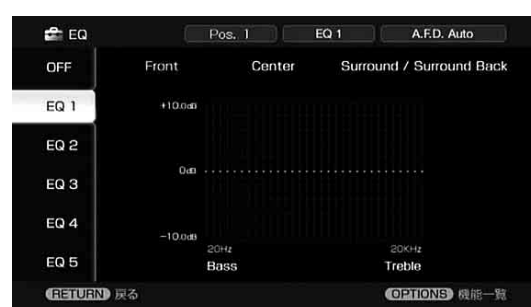 EQ Pos. 1 EQ 1 A.F.D. Auto
OFF Front Center Surround / Surround Back
EQ 1 +10.0dB
EQ 2
0dB
EQ 3
EQ 4
-10.0dB
20Hz 20KHz
EQ 5 Bass Treble
RETURN 戻る OPTIONS 機能一覧